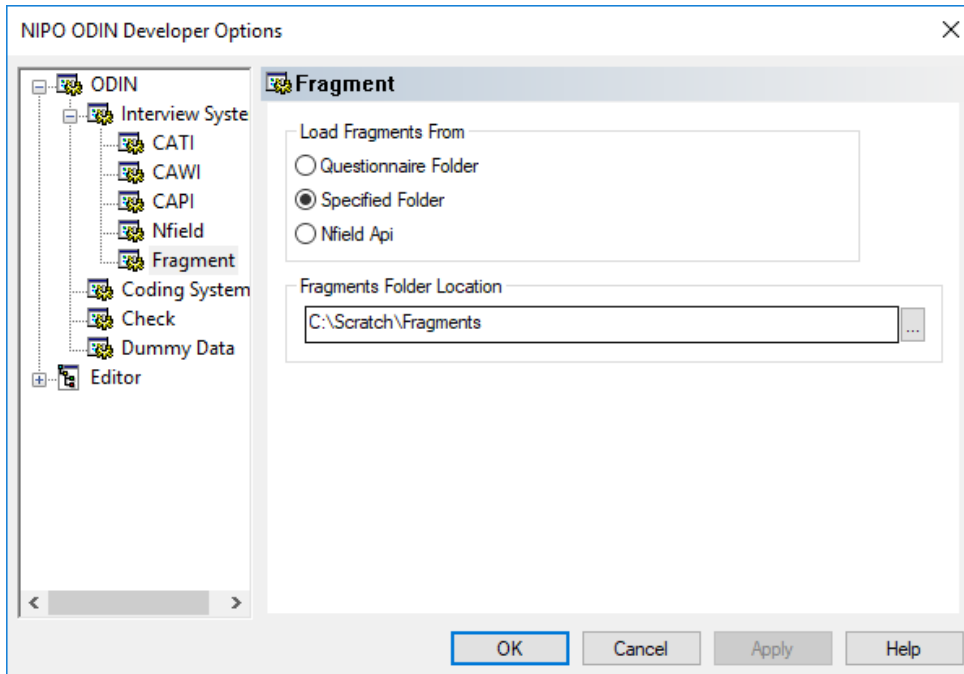 NIPO ODIN Developer Options
ODIN
Interview Syste
CATI
CAWI
CAPI
Nfield
Fragment
Coding System
Check
Dummy Data
Editor
Fragment
Load Fragments From
Questionnaire Folder
Specified Folder
Nfield Api
Fragments Folder Location
C:\Scratch\Fragments
...
OK
Cancel
Apply
Help